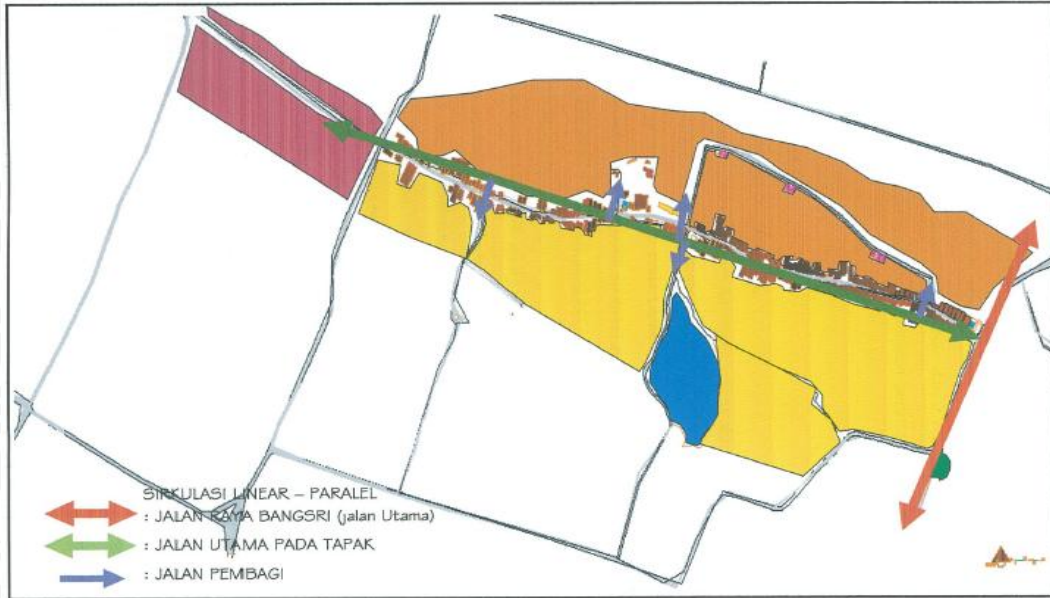 SIRKULASI LINEAR – PARALEL
: JALAN RAYA BANGSRI (jalan Utama)
: JALAN UTAMA PADA TAPAK
: JALAN PEMBAGI